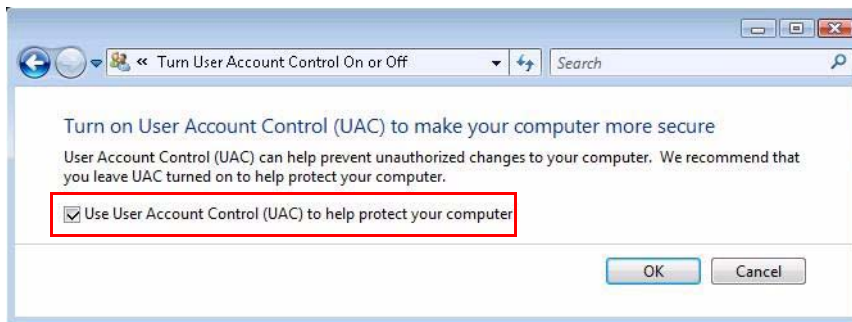 « Turn User Account Control On or Off
Search
Turn on User Account Control (UAC) to make your computer more secure
User Account Control (UAC) can help prevent unauthorized changes to your computer. We recommend that
you leave UAC turned on to help protect your computer.
Use User Account Control (UAC) to help protect your computer
OK
Cancel